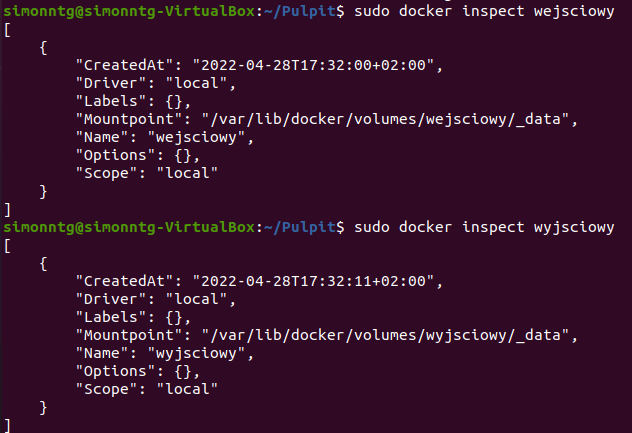 simonntg@simonntg-VirtualBox:~/Pulpit$ sudo docker inspect wejsciowy
[
    {
        "CreatedAt": "2022-04-28T17:32:00+02:00",
        "Driver": "local",
        "Labels": {},
        "Mountpoint": "/var/lib/docker/volumes/wejsciowy/_data",
        "Name": "wejsciowy",
        "Options": {},
        "Scope": "local"
    }
]
simonntg@simonntg-VirtualBox:~/Pulpit$ sudo docker inspect wyjsciowy
[
    {
        "CreatedAt": "2022-04-28T17:32:11+02:00",
        "Driver": "local",
        "Labels": {},
        "Mountpoint": "/var/lib/docker/volumes/wyjsciowy/_data",
        "Name": "wyjsciowy",
        "Options": {},
        "Scope": "local"
    }
]